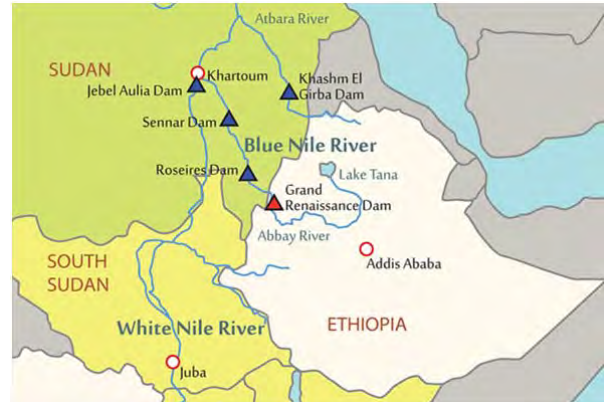 Atbara River
SUDAN
Khartoum
Jebel Aulia Dam
Khashm El
Girba Dam
Sennar Dam
Blue Nile River
Roseires Dam
Lake Tana
Grand
Renaissance Dam
Abbay River
Addis Ababa
SOUTH
SUDAN
White Nile River
ETHIOPIA
Juba